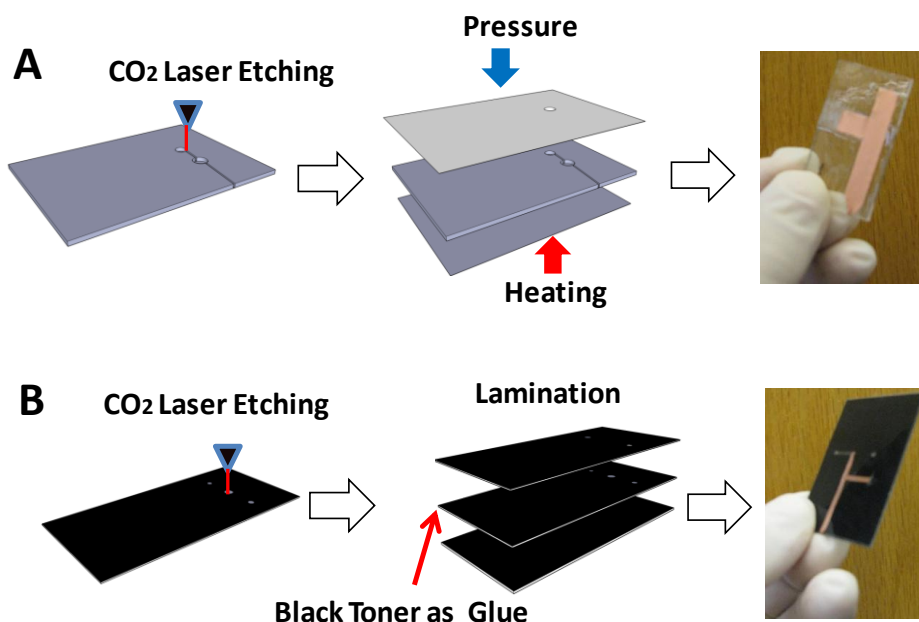 A
CO2 Laser Etching
Pressure
Heating
B
CO2 Laser Etching
Lamination
Black Toner as Glue